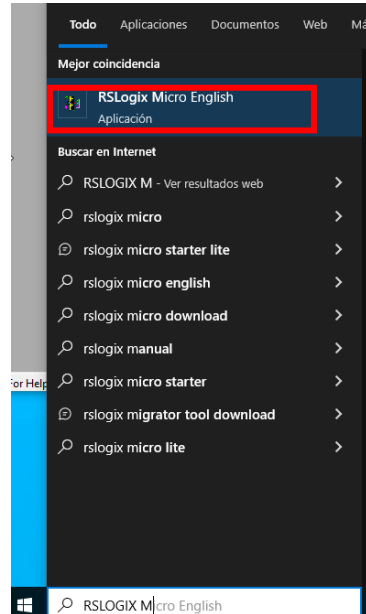 Todo Aplicaciones Documentos Web Má
Mejor coincidencia
RSLogix Micro English
Aplicación
Buscar en Internet
RSLOGIX M - Ver resultados web
rslogix micro
rslogix micro starter lite
rslogix micro english
rslogix micro download
rslogix manual
rslogix micro starter
For Help
rslogix migrator tool download
rslogix micro lite
RSLOGIX Micro English